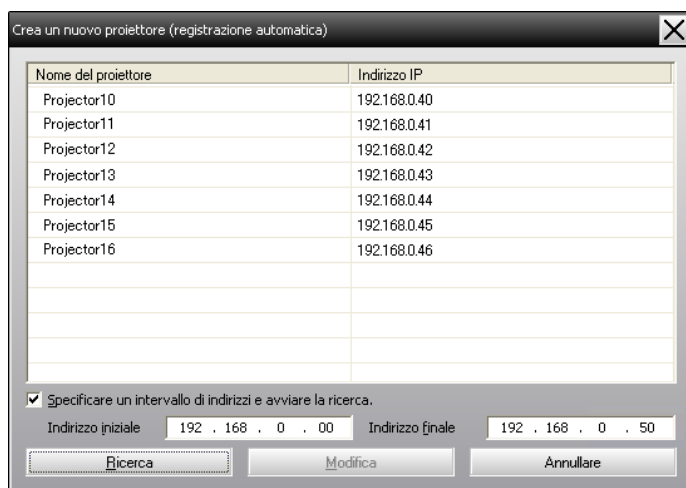 Crea un nuovo proiettore (registrazione automatica)
Nome del proiettore Indirizzo IP
Projector10 192.168.0.40
Projector11 192.168.0.41
Projector12 192.168.0.42
Projector13 192.168.0.43
Projector14 192.168.0.44
Projector15 192.168.0.45
Projector16 192.168.0.46
Specificare un intervallo di indirizzi e avviare la ricerca.
Indirizzo iniziale 192 . 168 . 0 . 00 Indirizzo finale 192 . 168 . 0 . 50
Ricerca Modifica Annullare